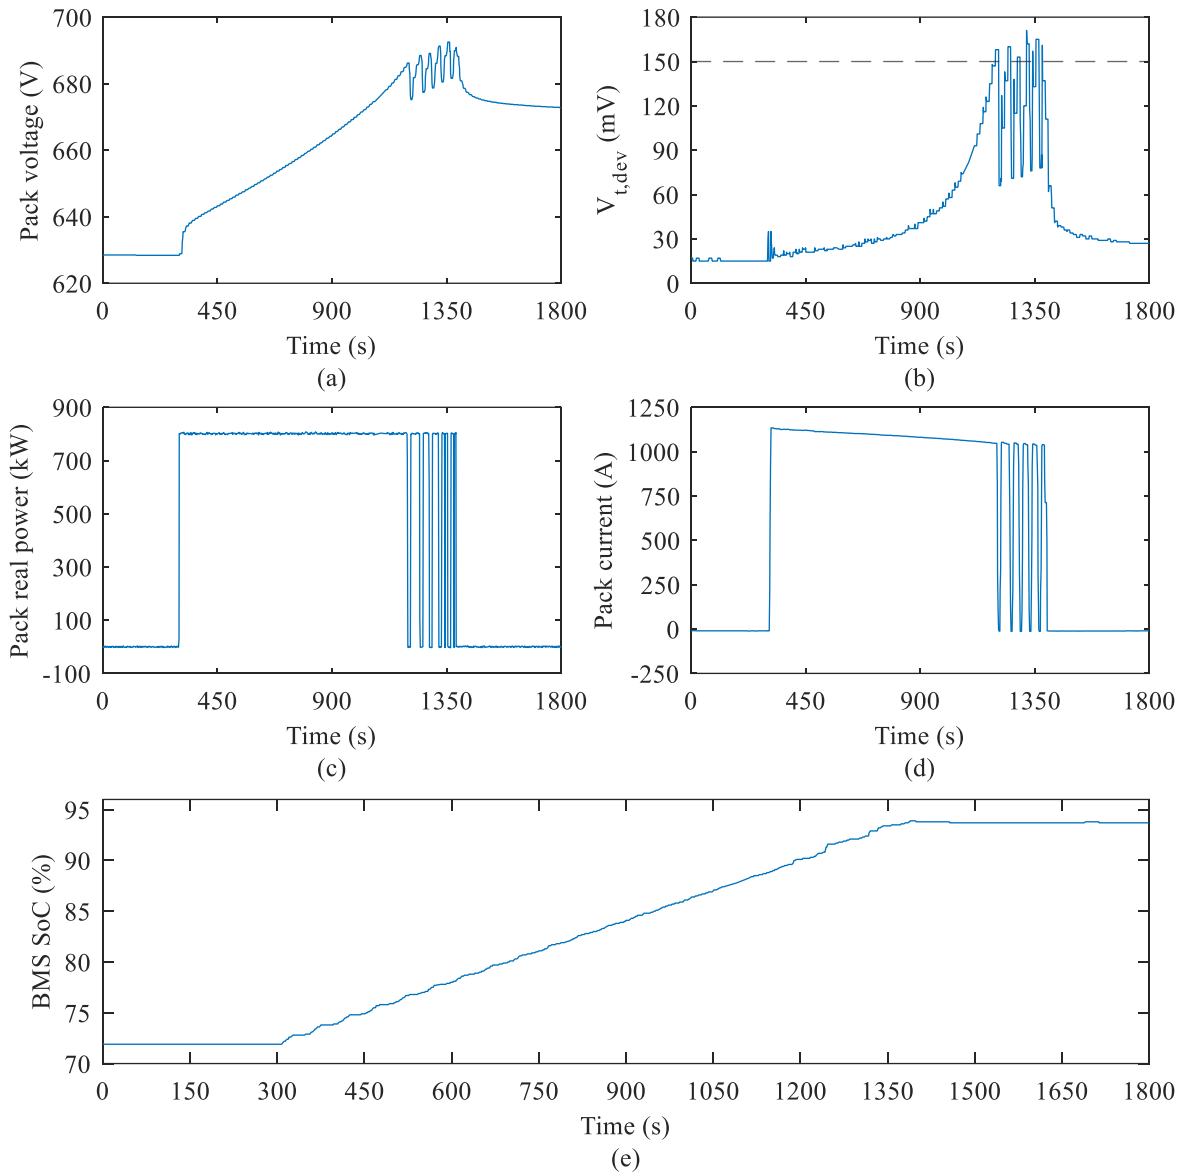 700
680
660
640
620
0 450 900 1350 1800
Pack voltage (V)
Time (s)
(a)
180
150
120
90
60
30
0
0 450 900 1350 1800
V_{t,dev} (mV)
Time (s)
(b)
900
700
500
300
100
-100
0 450 900 1350 1800
Pack real power (kW)
Time (s)
(c)
1250
1000
750
500
250
0
-250
0 450 900 1350 1800
Pack current (A)
Time (s)
(d)
95
90
85
80
75
70
0 150 300 450 600 750 900 1050 1200 1350 1500 1650 1800
BMS SoC (%)
Time (s)
(e)